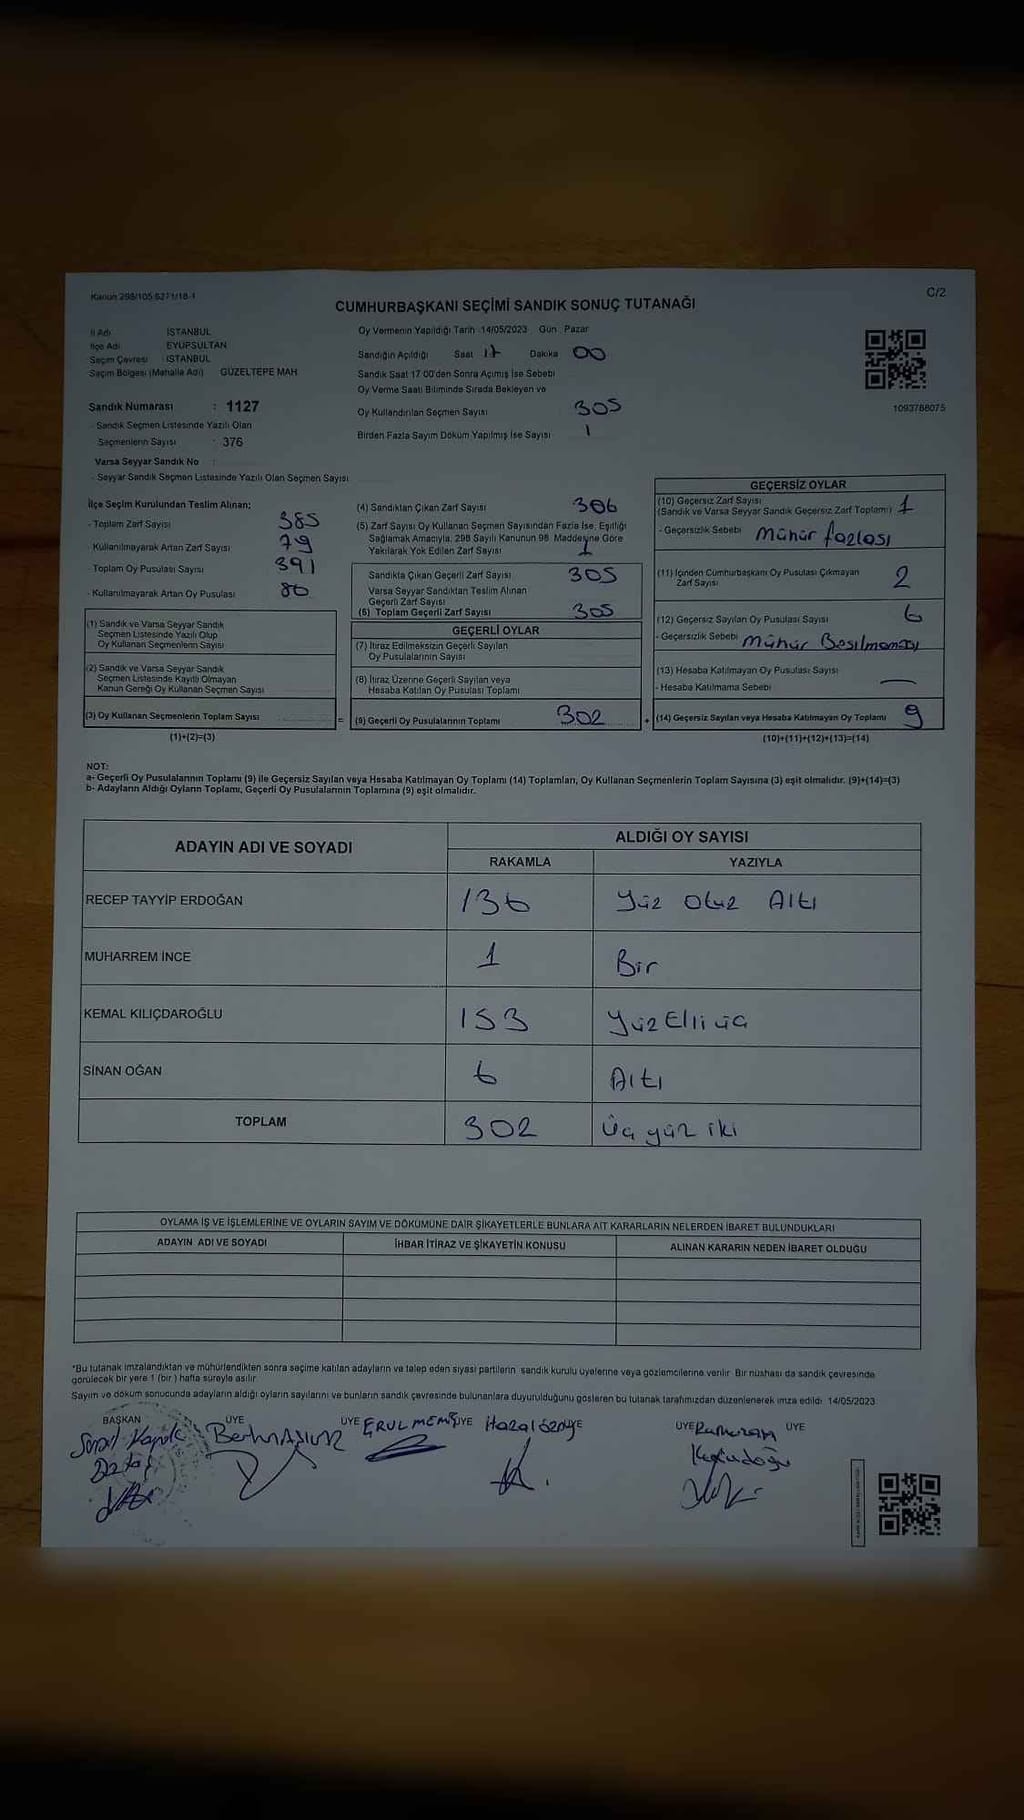 Kanun 298/105 6271/18-1
C/2
CUMHURBAŞKANI SEÇİMİ SANDIK SONUÇ TUTANAĞI
İl Adı : İSTANBUL
İlçe Adı : EYÜPSULTAN
Seçim Çevresi : İSTANBUL
Seçim Bölgesi (Mahalle Adı) GÜZELTEPE MAH
Oy Vermenin Yapıldığı Tarih :14/05/2023 Gün : Pazar
Sandığın Açıldığı Saat 17 Dakika 00
Sandık Saat 17:00'den Sonra Açılmış İse Sebebi
Oy Verme Saati Bitiminde Sırada Bekleyen ve
Oy Kullandırılan Seçmen Sayısı 305
Birden Fazla Sayım Döküm Yapılmış İse Sayısı 1
1093788075
Sandık Numarası : 1127
- Sandık Seçmen Listesinde Yazılı Olan
Seçmenlerin Sayısı : 376
Varsa Seyyar Sandık No :
- Seyyar Sandık Seçmen Listesinde Yazılı Olan Seçmen Sayısı
İlçe Seçim Kurulundan Teslim Alınan:
- Toplam Zarf Sayısı 385
- Kullanılmayarak Artan Zarf Sayısı 79
- Toplam Oy Pusulası Sayısı 391
- Kullanılmayarak Artan Oy Pusulası 86
(1) Sandık ve Varsa Seyyar Sandık
Seçmen Listesinde Yazılı Olup
Oy Kullanan Seçmenlerin Sayısı
(2) Sandık ve Varsa Seyyar Sandık
Seçmen Listesinde Kayıtlı Olmayan
Kanun Gereği Oy Kullanan Seçmen Sayısı
(3) Oy Kullanan Seçmenlerin Toplam Sayısı
(1)+(2)=(3)
(4) Sandıktan Çıkan Zarf Sayısı 306
(5) Zarf Sayısı Oy Kullanan Seçmen Sayısından Fazla İse, Eşitliği
Sağlamak Amacıyla, 298 Sayılı Kanunun 98. Maddesine Göre
Yakılarak Yok Edilen Zarf Sayısı 1
Sandıkta Çıkan Geçerli Zarf Sayısı 305
Varsa Seyyar Sandıktan Teslim Alınan
Geçerli Zarf Sayısı
(6) Toplam Geçerli Zarf Sayısı 305
GEÇERLİ OYLAR
(7) İtiraz Edilmeksizin Geçerli Sayılan
Oy Pusulalarının Sayısı
(8) İtiraz Üzerine Geçerli Sayılan veya
Hesaba Katılan Oy Pusulası Toplamı
= (9) Geçerli Oy Pusulalarının Toplamı 302
GEÇERSİZ OYLAR
(10) Geçersiz Zarf Sayısı
(Sandık ve Varsa Seyyar Sandık Geçersiz Zarf Toplamı) 1
- Geçersizlik Sebebi Mühür fazlası
(11) İçinden Cumhurbaşkanı Oy Pusulası Çıkmayan
Zarf Sayısı 2
(12) Geçersiz Sayılan Oy Pusulası Sayısı 6
- Geçersizlik Sebebi Mühür Basılmaması
(13) Hesaba Katılmayan Oy Pusulası Sayısı —
- Hesaba Katılmama Sebebi
+ (14) Geçersiz Sayılan veya Hesaba Katılmayan Oy Toplamı 9
(10)+(11)+(12)+(13)=(14)
NOT:
a- Geçerli Oy Pusulalarının Toplamı (9) ile Geçersiz Sayılan veya Hesaba Katılmayan Oy Toplamı (14) Toplamları, Oy Kullanan Seçmenlerin Toplam Sayısına (3) eşit olmalıdır. (9)+(14)=(3)
b- Adayların Aldığı Oyların Toplamı, Geçerli Oy Pusulalarının Toplamına (9) eşit olmalıdır.
ADAYIN ADI VE SOYADI
ALDIĞI OY SAYISI
RAKAMLA YAZIYLA
RECEP TAYYİP ERDOĞAN 136 Yüz Otuz Altı
MUHARREM İNCE 1 Bir
KEMAL KILIÇDAROĞLU 153 Yüz Elli üç
SİNAN OĞAN 6 Altı
TOPLAM 302 Üç yüz iki
OYLAMA İŞ VE İŞLEMLERİNE VE OYLARIN SAYIM VE DÖKÜMÜNE DAİR ŞİKAYETLERLE BUNLARA AİT KARARLARIN NELERDEN İBARET BULUNDUKLARI
ADAYIN ADI VE SOYADI İHBAR İTİRAZ VE ŞİKAYETİN KONUSU ALINAN KARARIN NEDEN İBARET OLDUĞU
*Bu tutanak imzalandıktan ve mühürlendikten sonra seçime katılan adayların ve talep eden siyasi partilerin sandık kurulu üyelerine veya gözlemcilerine verilir. Bir nüshası da sandık çevresinde
görülecek bir yere 1 (bir) hafta süreyle asılır.
Sayım ve döküm sonucunda adayların aldığı oyların sayılarını ve bunların sandık çevresinde bulunanlara duyurulduğunu gösteren bu tutanak tarafımızdan düzenlenerek imza edildi. 14/05/2023
BAŞKAN ÜYE ÜYE ÜYE ÜYE ÜYE ÜYE
ERUL MEMİŞ Hazal